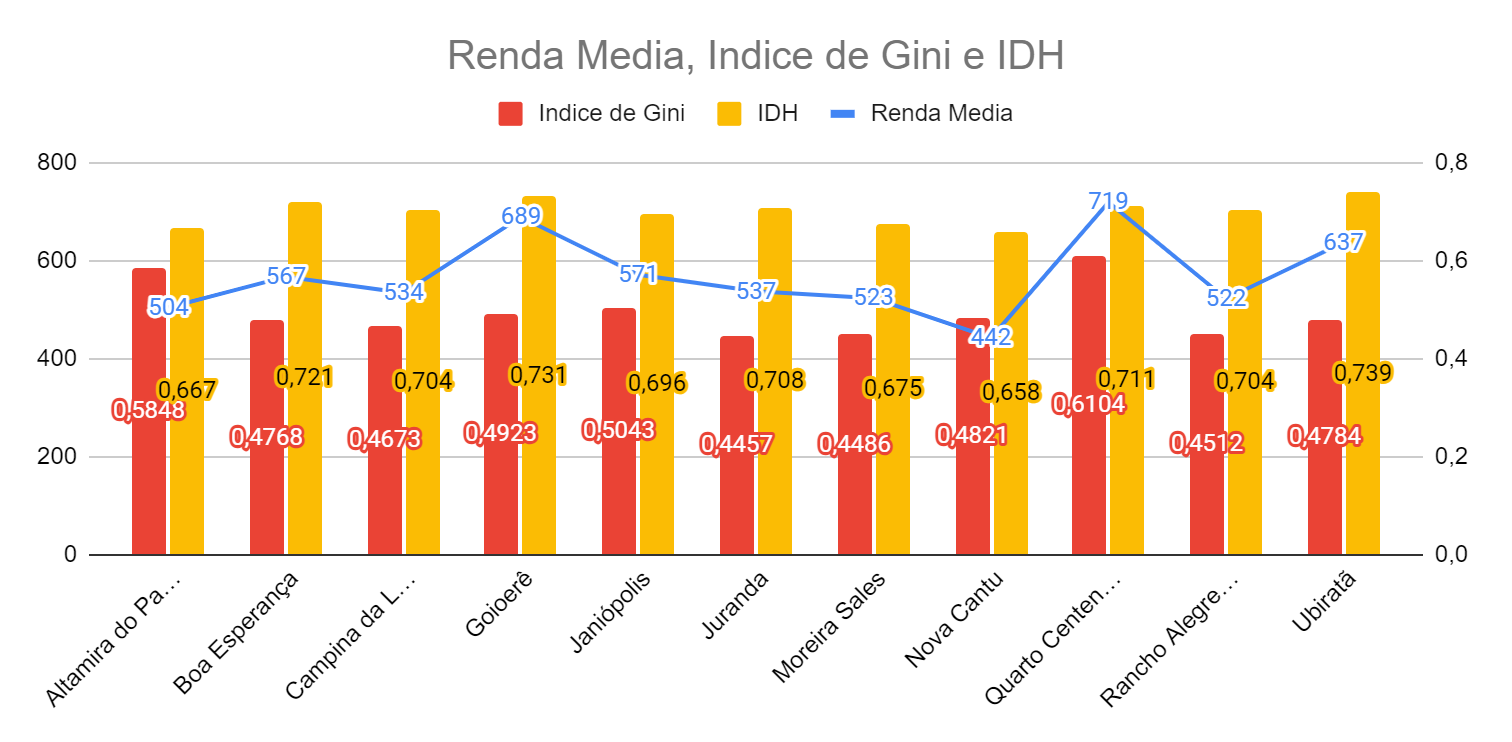 Renda Media, Indice de Gini e IDH
Indice de Gini IDH Renda Media
800 0,8
600 0,6
400 0,4
200 0,2
0 0,0
504 567 534 689 571 537 523 442 719 522 637
0,667 0,721 0,704 0,731 0,696 0,708 0,675 0,658 0,711 0,704 0,739
0,5848 0,4768 0,4673 0,4923 0,5043 0,4457 0,4486 0,4821 0,6104 0,4512 0,4784
Altamira do Pa…
Boa Esperança
Campina da L…
Goioerê
Janiópolis
Juranda
Moreira Sales
Nova Cantu
Quarto Centen…
Rancho Alegre…
Ubiratã